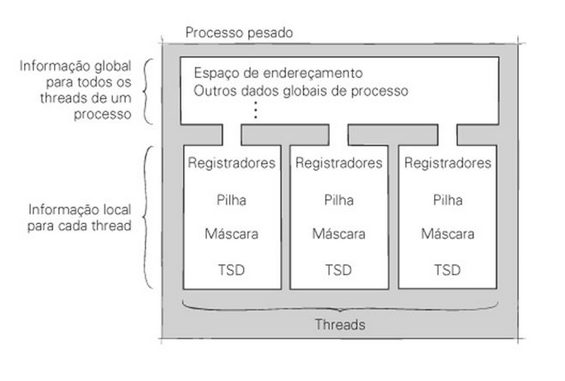 Processo pesado
Informação global
para todos os
threads de um
processo
Espaço de endereçamento
Outros dados globais de processo
Informação local
para cada thread
Registradores
Pilha
Máscara
TSD
Registradores
Pilha
Máscara
TSD
Registradores
Pilha
Máscara
TSD
Threads